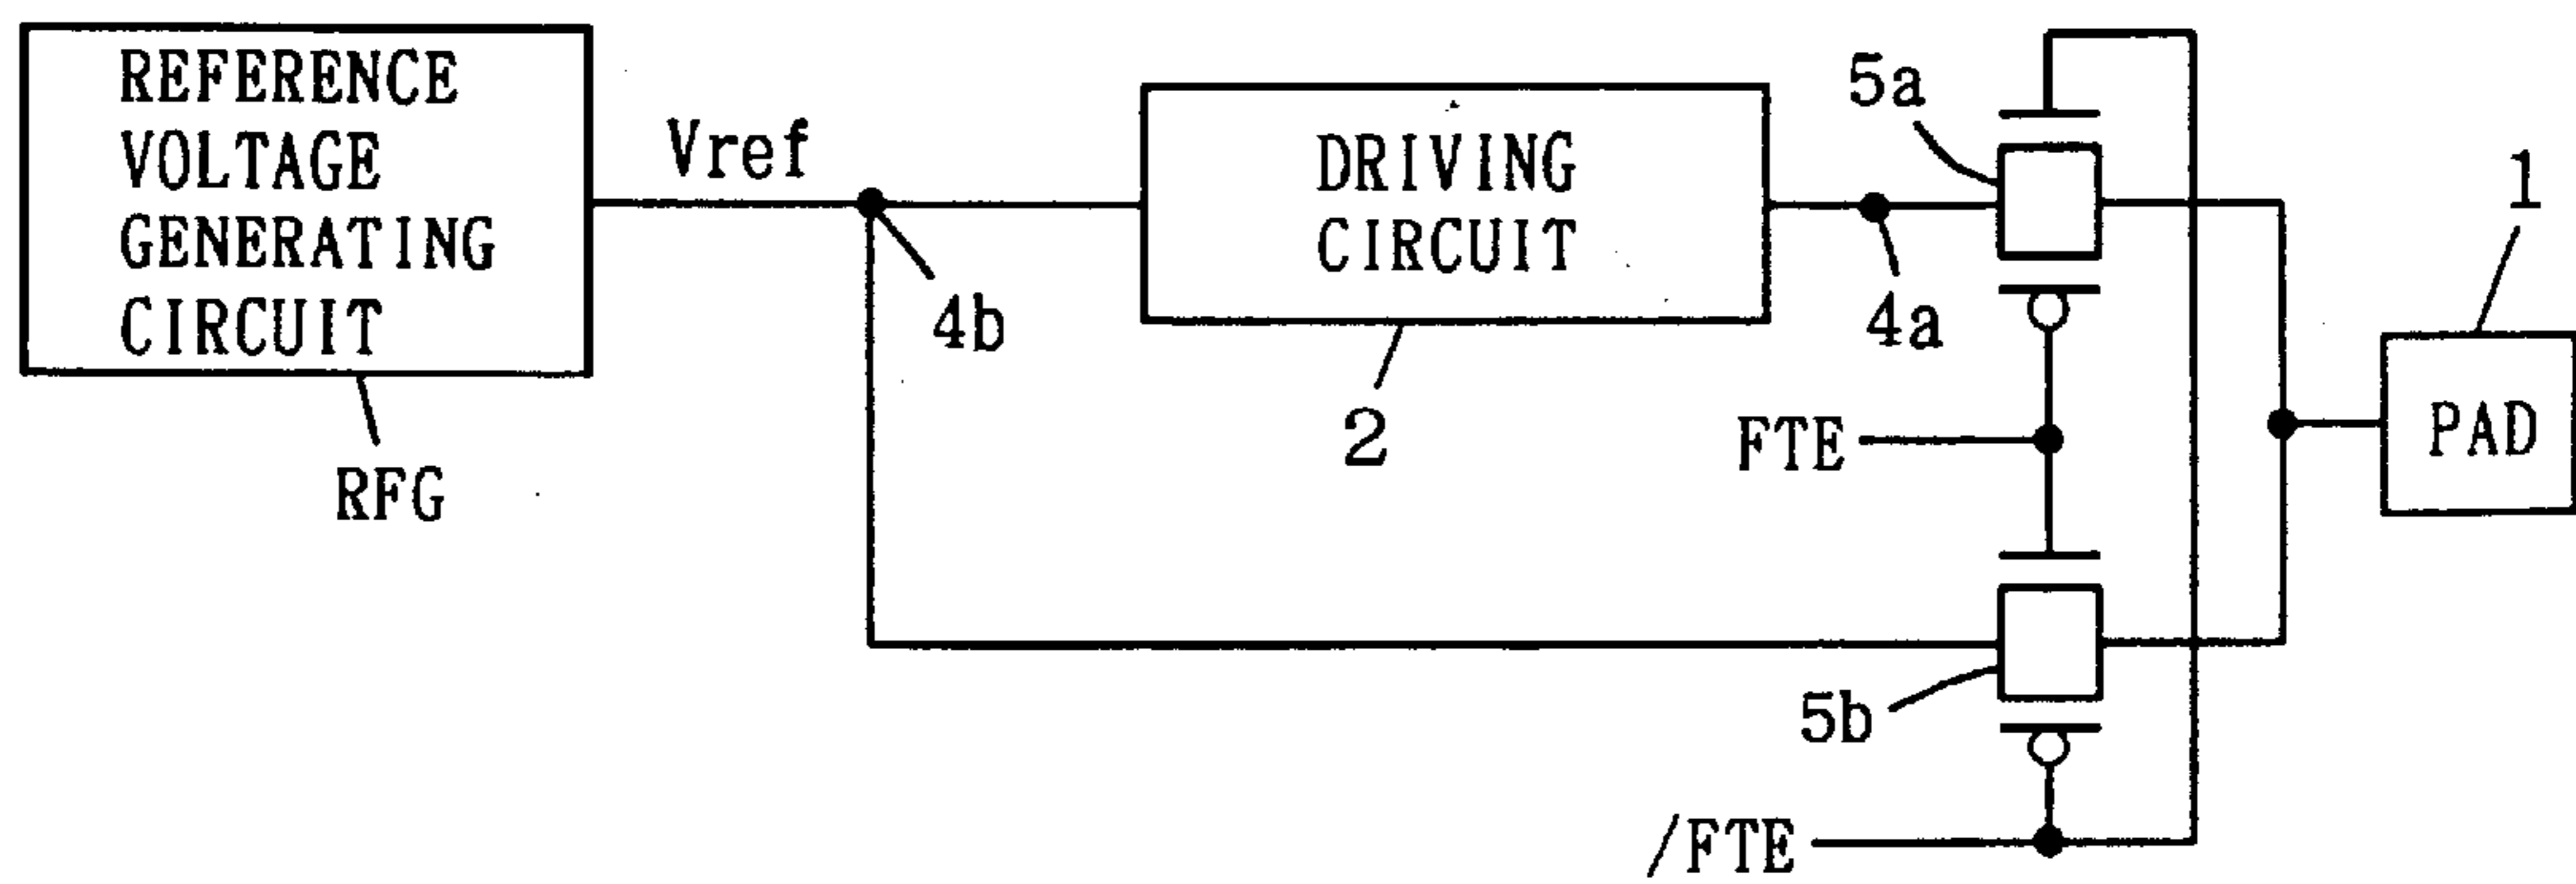 REFERENCE
VOLTAGE
GENERATING
CIRCUIT
RFG
Vref
4b
DRIVING
CIRCUIT
2
5a
4a
FTE
5b
/FTE
1
PAD